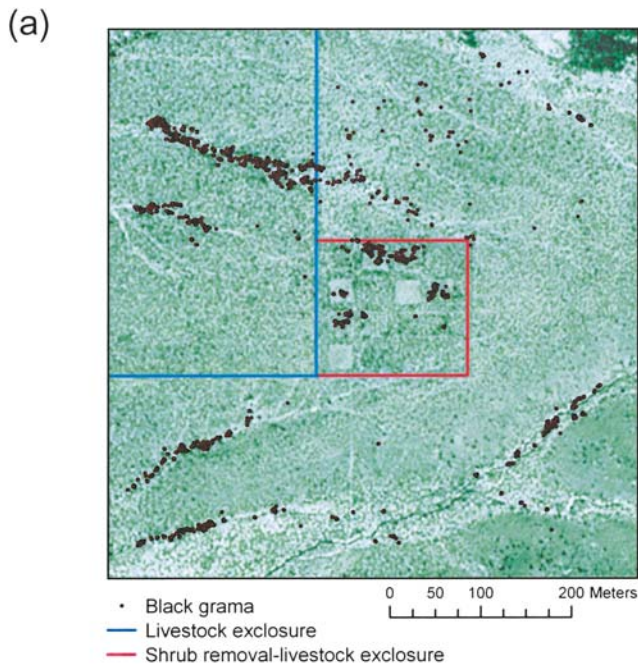 (a)
• Black grama
Livestock exclosure
Shrub removal-livestock exclosure
0 50 100 200 Meters